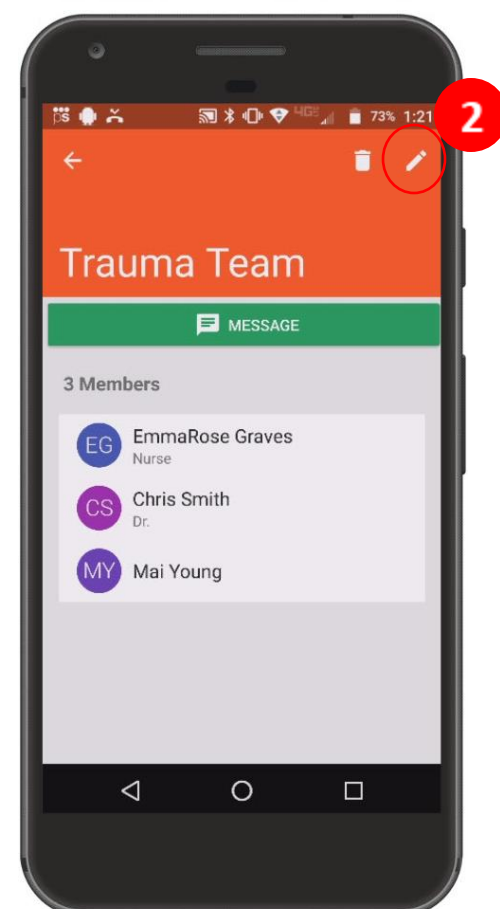 73% 1:21
2
Trauma Team
MESSAGE
3 Members
EG EmmaRose Graves
Nurse
CS Chris Smith
Dr.
MY Mai Young